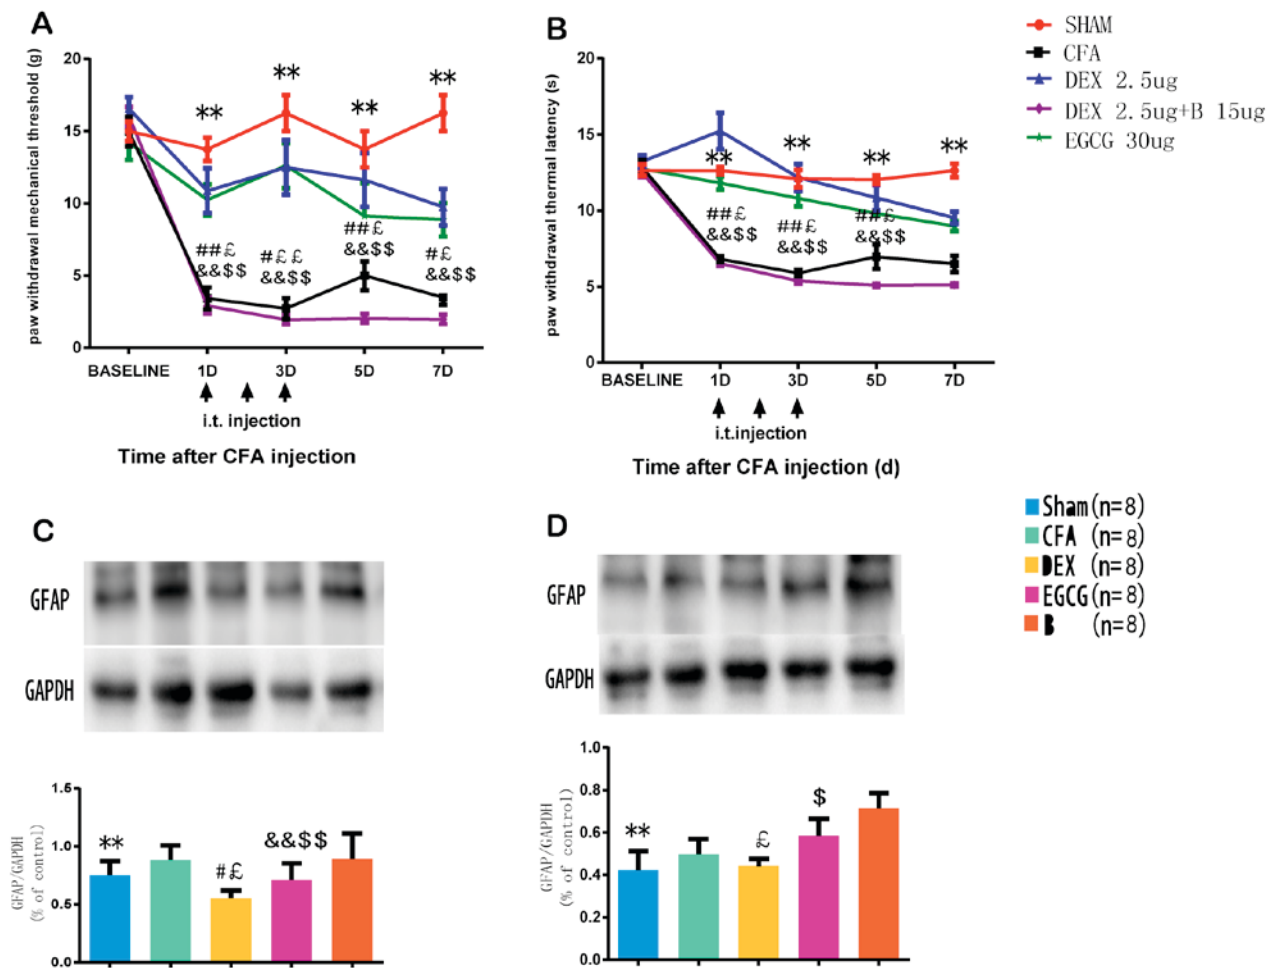 A
paw withdrawal mechanical threshold (g)
20
15
10
5
0
**
**
**
**
##£
&&$$
#££
&&$$
##£
&&$$
#£
&&$$
BASELINE 1D 3D 5D 7D
i.t. injection
Time after CFA injection
B
paw withdrawal thermal latency (s)
20
15
10
5
0
**
**
**
**
##£
&&$$
##£
&&$$
##£
&&$$
BASELINE 1D 3D 5D 7D
i.t.injection
Time after CFA injection (d)
SHAM
CFA
DEX 2.5ug
DEX 2.5ug+B 15ug
EGCG 30ug
C
GFAP
GAPDH
GFAP/GAPDH
(% of control)
1.5
1.0
0.5
0.0
**
#£
&&$$
D
GFAP
GAPDH
GFAP/GAPDH
(% of control)
1.0
0.8
0.6
0.4
0.2
0.0
**
£
$
Sham(n=8)
CFA (n=8)
DEX (n=8)
EGCG(n=8)
B (n=8)